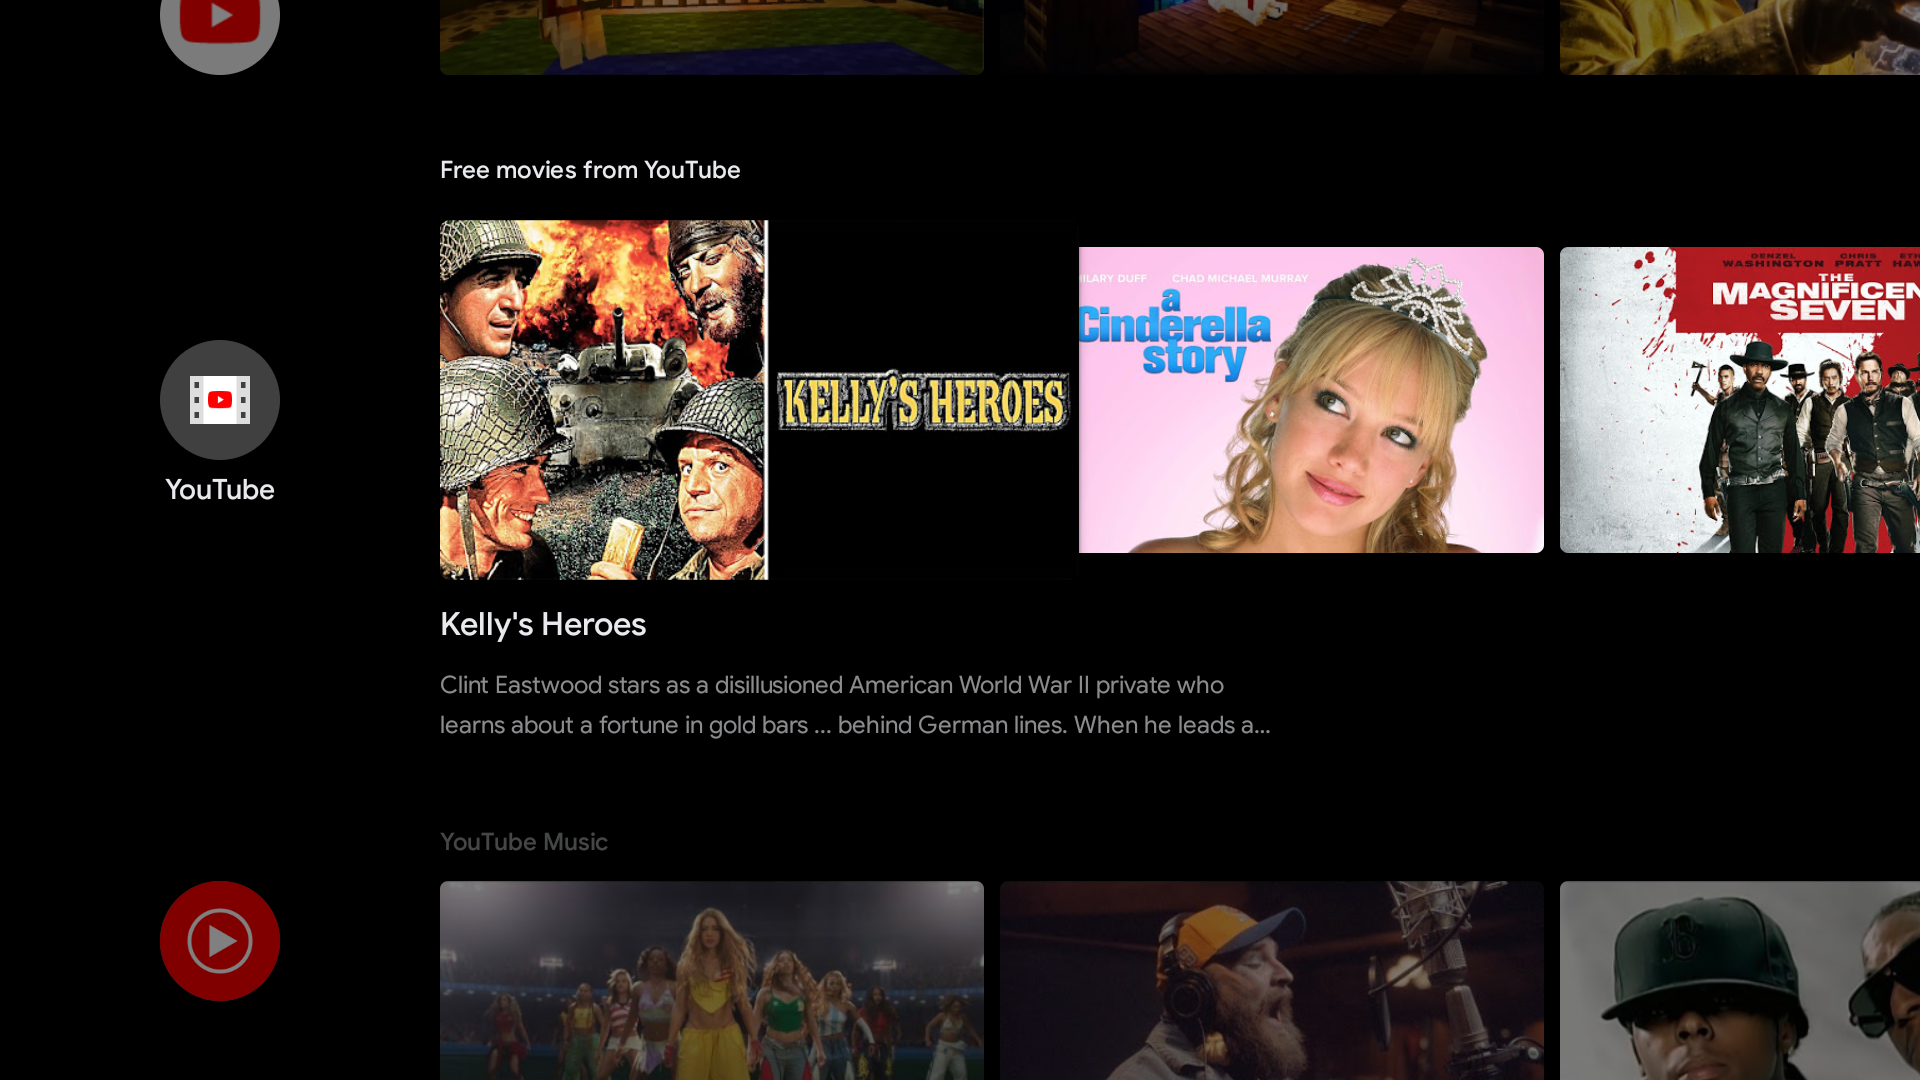 Free movies from YouTube
KELLY'S HEROES
HILARY DUFF CHAD MICHAEL MURRAY
a
Cinderella
story
DENZEL WASHINGTON CHRIS PRATT
THE
MAGNIFICEN
SEVEN
YouTube
Kelly's Heroes
Clint Eastwood stars as a disillusioned American World War II private who
learns about a fortune in gold bars ... behind German lines. When he leads a...
YouTube Music